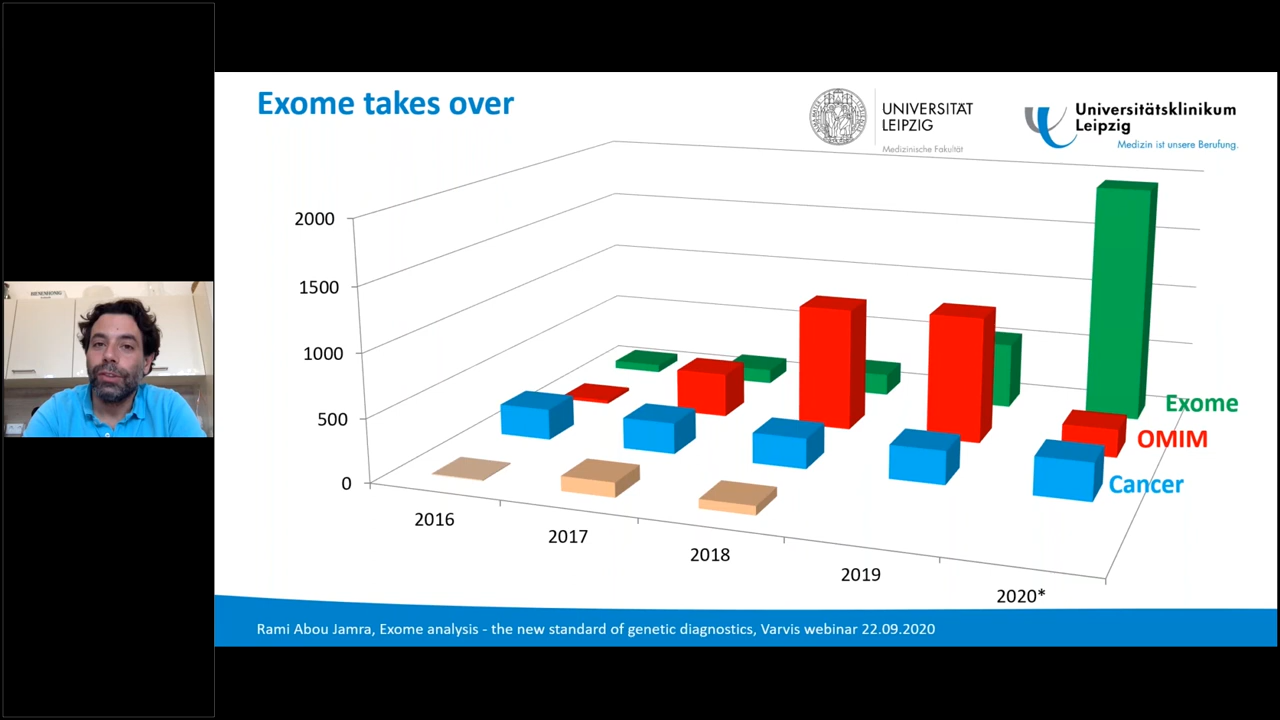 Exome takes over
UNIVERSITÄT
LEIPZIG
Medizinische Fakultät
Universitätsklinikum
Leipzig
Medizin ist unsere Berufung.
2000
1500
1000
500
0
2016
2017
2018
2019
2020*
Exome
OMIM
Cancer
Rami Abou Jamra, Exome analysis - the new standard of genetic diagnostics, Varvis webinar 22.09.2020